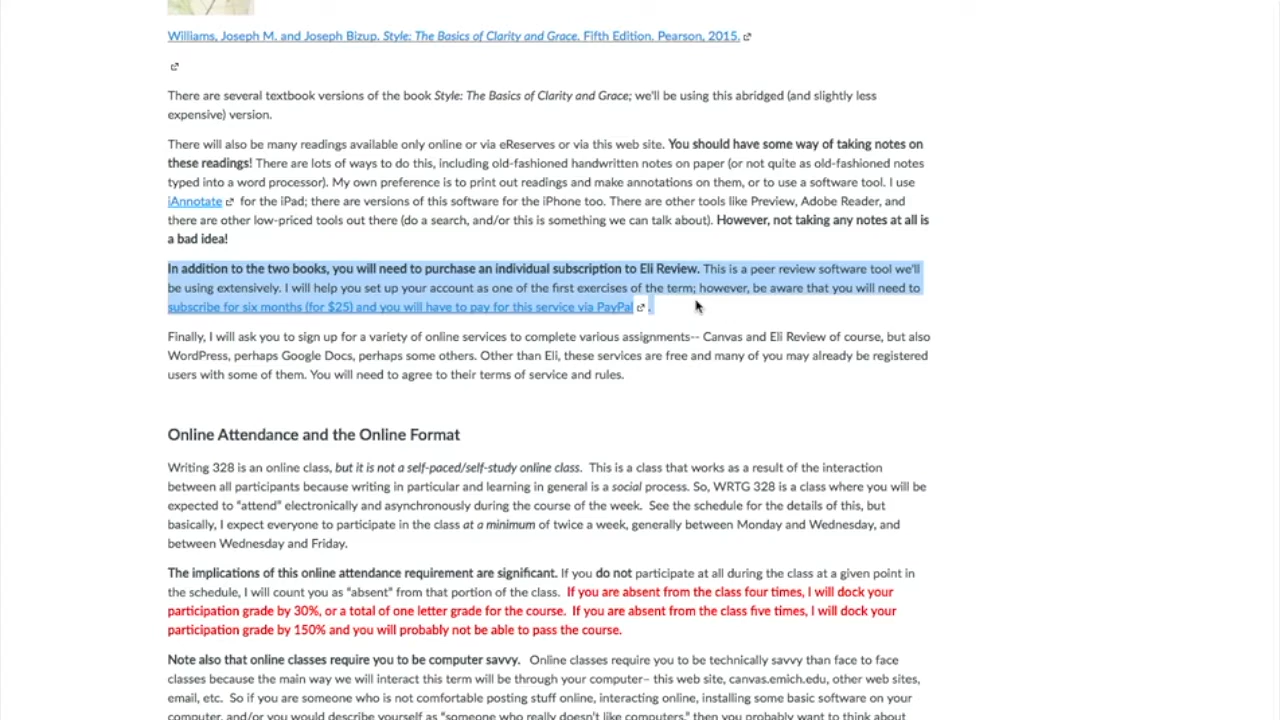 Williams, Joseph M. and Joseph Bizup. Style: The Basics of Clarity and Grace. Fifth Edition. Pearson, 2015.
There are several textbook versions of the book Style: The Basics of Clarity and Grace; we'll be using this abridged (and slightly less
expensive) version.
There will also be many readings available only online or via eReserves or via this web site. You should have some way of taking notes on
these readings! There are lots of ways to do this, including old-fashioned handwritten notes on paper (or not quite as old-fashioned notes
typed into a word processor). My own preference is to print out readings and make annotations on them, or to use a software tool. I use
iAnnotate for the iPad; there are versions of this software for the iPhone too. There are other tools like Preview, Adobe Reader, and
there are other low-priced tools out there (do a search, and/or this is something we can talk about). However, not taking any notes at all is
a bad idea!
In addition to the two books, you will need to purchase an individual subscription to Eli Review. This is a peer review software tool we'll
be using extensively. I will help you set up your account as one of the first exercises of the term; however, be aware that you will need to
subscribe for six months (for $25) and you will have to pay for this service via PayPal .
Finally, I will ask you to sign up for a variety of online services to complete various assignments-- Canvas and Eli Review of course, but also
WordPress, perhaps Google Docs, perhaps some others. Other than Eli, these services are free and many of you may already be registered
users with some of them. You will need to agree to their terms of service and rules.
Online Attendance and the Online Format
Writing 328 is an online class, but it is not a self-paced/self-study online class. This is a class that works as a result of the interaction
between all participants because writing in particular and learning in general is a social process. So, WRTG 328 is a class where you will be
expected to “attend” electronically and asynchronously during the course of the week. See the schedule for the details of this, but
basically, I expect everyone to participate in the class at a minimum of twice a week, generally between Monday and Wednesday, and
between Wednesday and Friday.
The implications of this online attendance requirement are significant. If you do not participate at all during the class at a given point in
the schedule, I will count you as “absent” from that portion of the class. If you are absent from the class four times, I will dock your
participation grade by 30%, or a total of one letter grade for the course. If you are absent from the class five times, I will dock your
participation grade by 150% and you will probably not be able to pass the course.
Note also that online classes require you to be computer savvy. Online classes require you to be technically savvy than face to face
classes because the main way we will interact this term will be through your computer– this web site, canvas.emich.edu, other web sites,
email, etc. So if you are someone who is not comfortable posting stuff online, interacting online, installing some basic software on your
computer, and/or you would describe yourself as “someone who really doesn't like computers,” then you probably want to think about